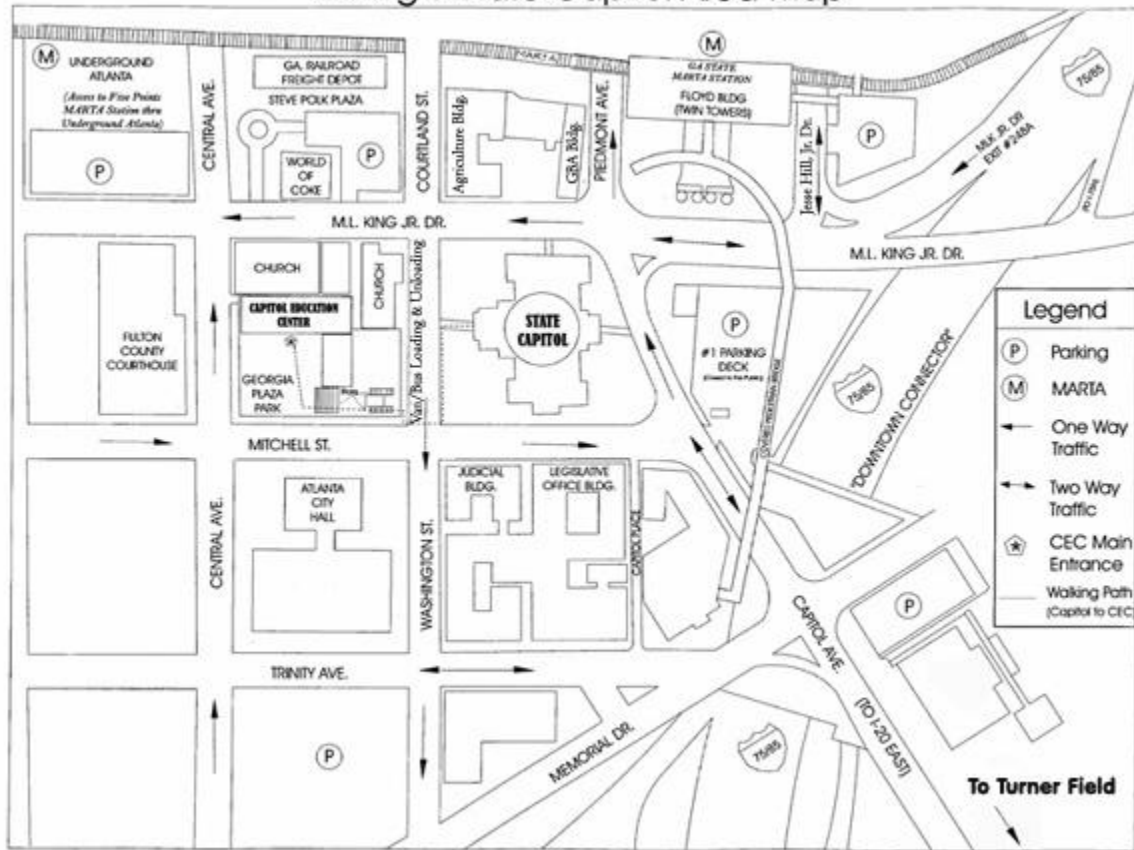 M
UNDERGROUND
ATLANTA
(Access to Five Points
MARTA Station thru
Underground Atlanta)
P
CENTRAL AVE.
GA. RAILROAD
FREIGHT DEPOT
STEVE POLK PLAZA
WORLD
OF
COKE
P
COURTLAND ST.
Agriculture Bldg.
MARTA
GBA Bldg.
PIEDMONT AVE.
M
GA STATE
MARTA STATION
FLOYD BLDG
(TWIN TOWERS)
Jesse Hill, Jr. Dr.
P
75/85
MLK JR. DR
EXIT #248A
M.L. KING JR. DR.
M.L. KING JR. DR.
FULTON
COUNTY
COURTHOUSE
CHURCH
CHURCH
CAPITOL EDUCATION
CENTER
GEORGIA
PLAZA
PARK
Van/Bus Loading & Unloading
STATE
CAPITOL
P
#1 PARKING
DECK
COVERED PEDESTRIAN BRIDGE
75/85
"DOWNTOWN CONNECTOR"
Legend
P Parking
M MARTA
One Way
Traffic
Two Way
Traffic
CEC Main
Entrance
Walking Path
(Capitol to CEC)
MITCHELL ST.
CENTRAL AVE.
ATLANTA
CITY
HALL
WASHINGTON ST.
JUDICIAL
BLDG.
LEGISLATIVE
OFFICE BLDG.
CAPITOL PLACE
P
CAPITOL AVE.
(TO I-20 EAST)
TRINITY AVE.
P
MEMORIAL DR.
75/85
To Turner Field